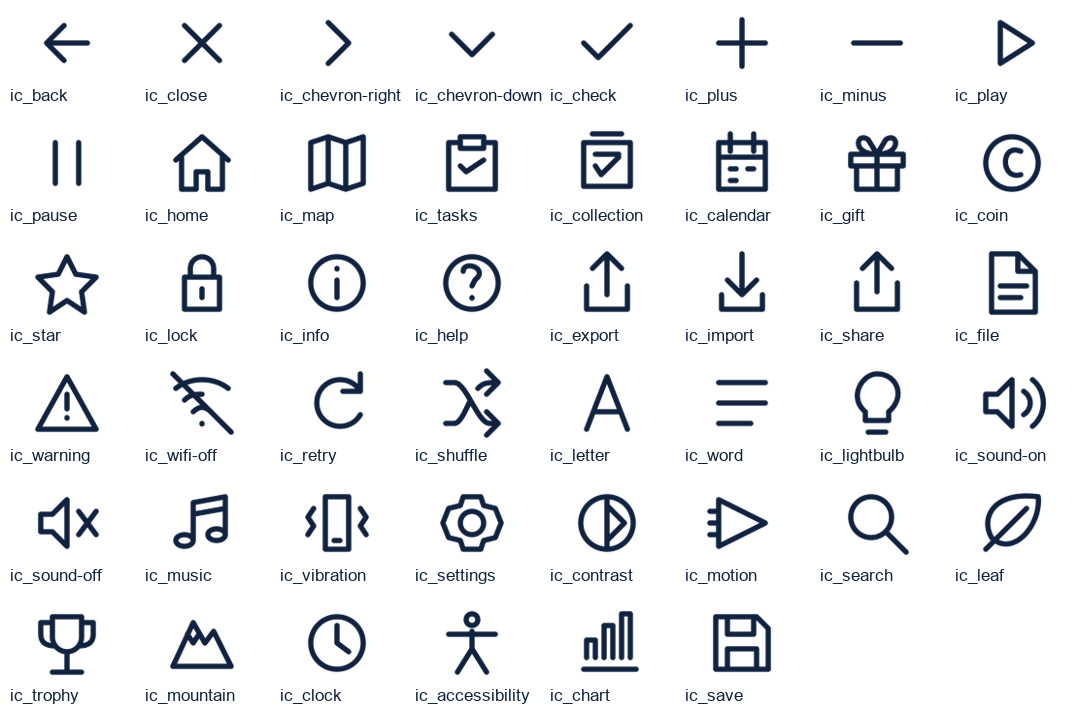 ic_back ic_close ic_chevron-right ic_chevron-down ic_check ic_plus ic_minus ic_play
ic_pause ic_home ic_map ic_tasks ic_collection ic_calendar ic_gift ic_coin
ic_star ic_lock ic_info ic_help ic_export ic_import ic_share ic_file
ic_warning ic_wifi-off ic_retry ic_shuffle ic_letter ic_word ic_lightbulb ic_sound-on
ic_sound-off ic_music ic_vibration ic_settings ic_contrast ic_motion ic_search ic_leaf
ic_trophy ic_mountain ic_clock ic_accessibility ic_chart ic_save